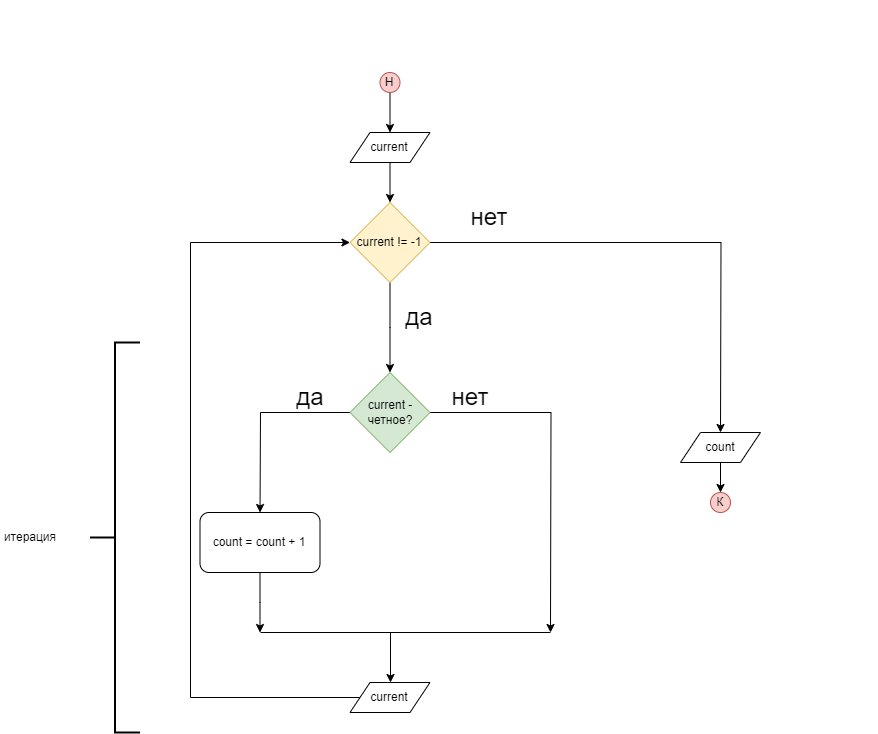 Н
current
нет
current != -1
да
да
нет
current -
четное?
count
К
count = count + 1
итерация
current